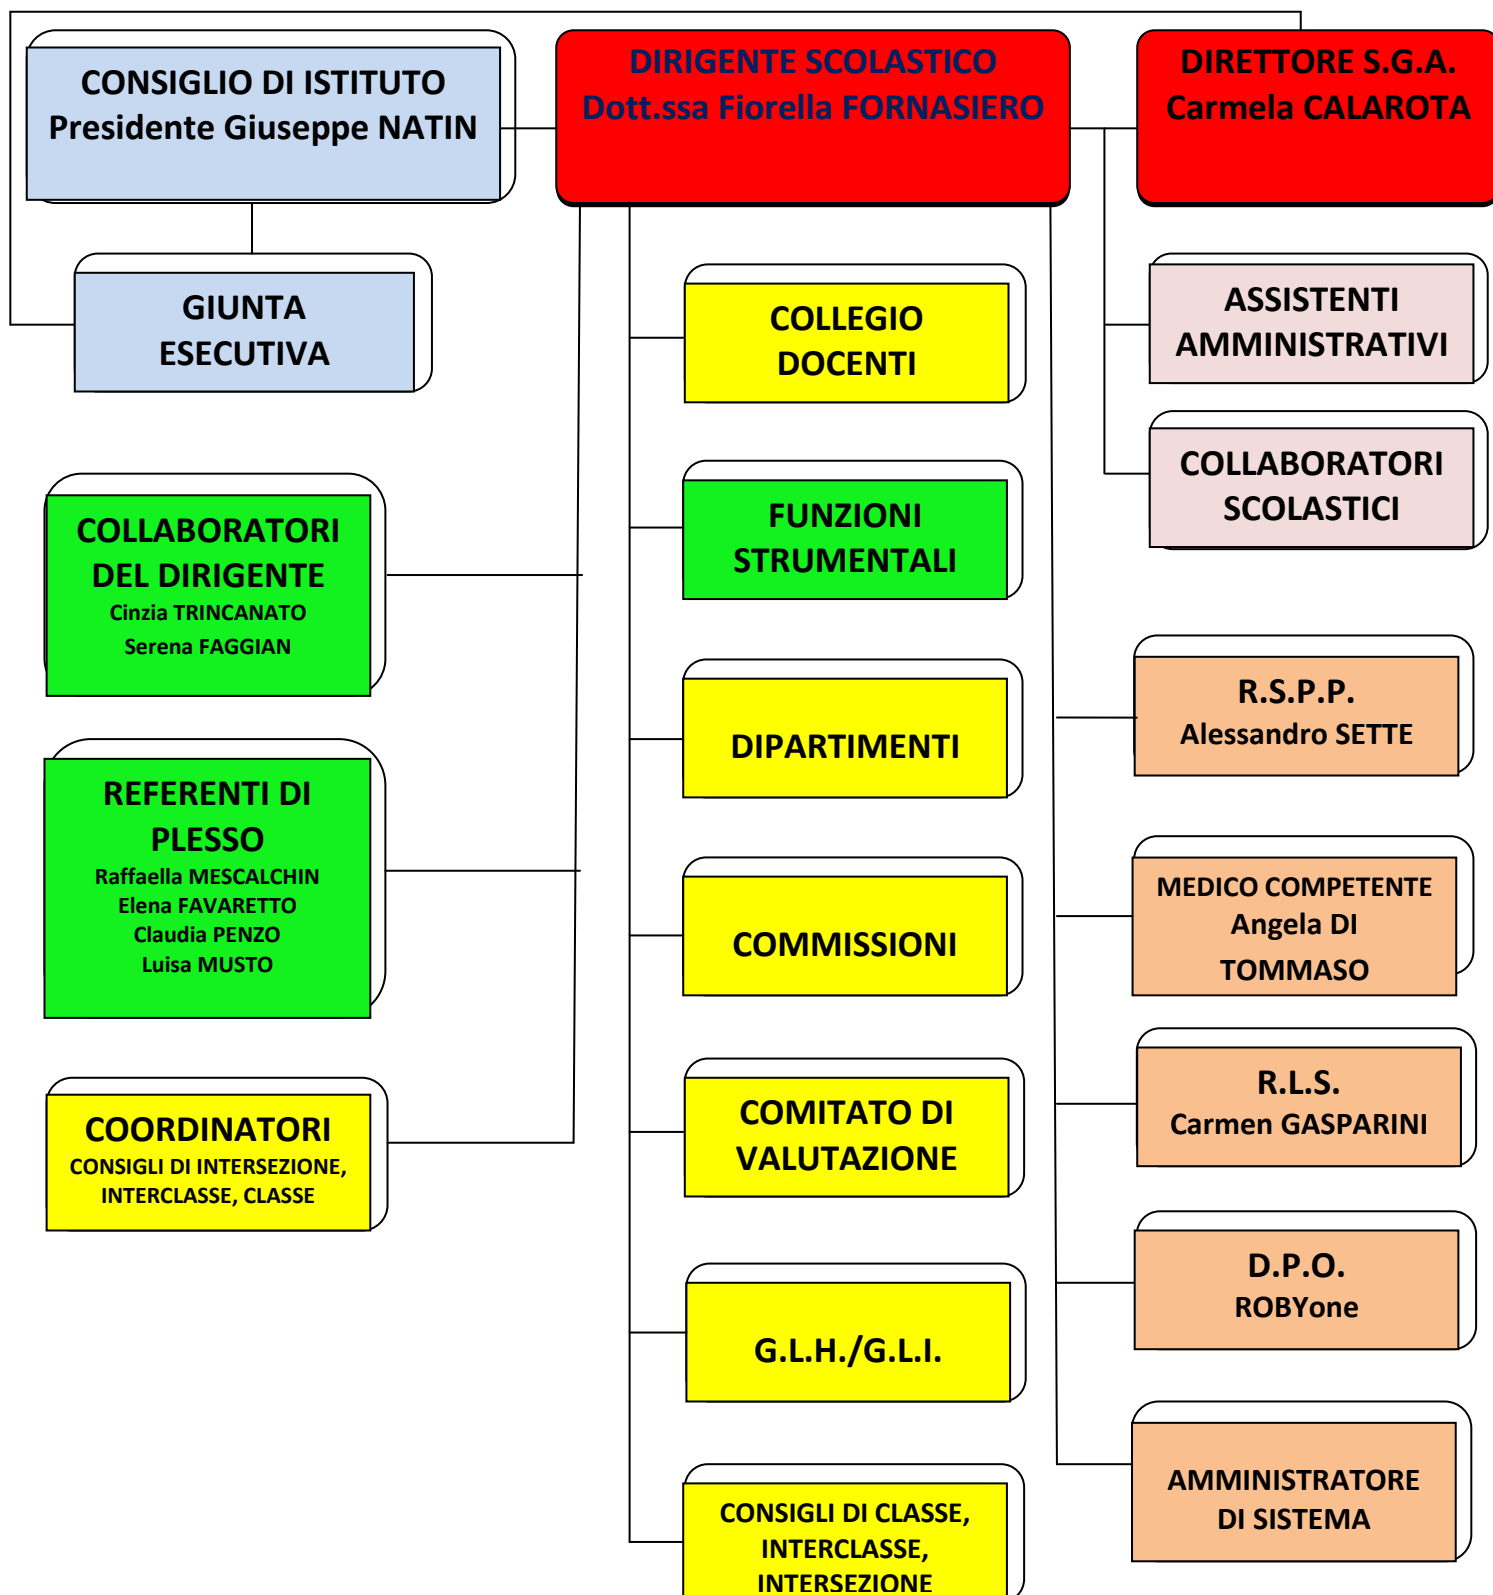 CONSIGLIO DI ISTITUTO
Presidente Giuseppe NATIN
DIRIGENTE SCOLASTICO
Dott.ssa Fiorella FORNASIERO
DIRETTORE S.G.A.
Carmela CALAROTA
GIUNTA
ESECUTIVA
COLLABORATORI
DEL DIRIGENTE
Cinzia TRINCANATO
Serena FAGGIAN
REFERENTI DI
PLESSO
Raffaella MESCALCHIN
Elena FAVARETTO
Claudia PENZO
Luisa MUSTO
COORDINATORI
CONSIGLI DI INTERSEZIONE,
INTERCLASSE, CLASSE
COLLEGIO
DOCENTI
FUNZIONI
STRUMENTALI
DIPARTIMENTI
COMMISSIONI
COMITATO DI
VALUTAZIONE
G.L.H./G.L.I.
CONSIGLI DI CLASSE,
INTERCLASSE,
INTERSEZIONE
ASSISTENTI
AMMINISTRATIVI
COLLABORATORI
SCOLASTICI
R.S.P.P.
Alessandro SETTE
MEDICO COMPETENTE
Angela DI
TOMMASO
R.L.S.
Carmen GASPARINI
D.P.O.
ROBYone
AMMINISTRATORE
DI SISTEMA